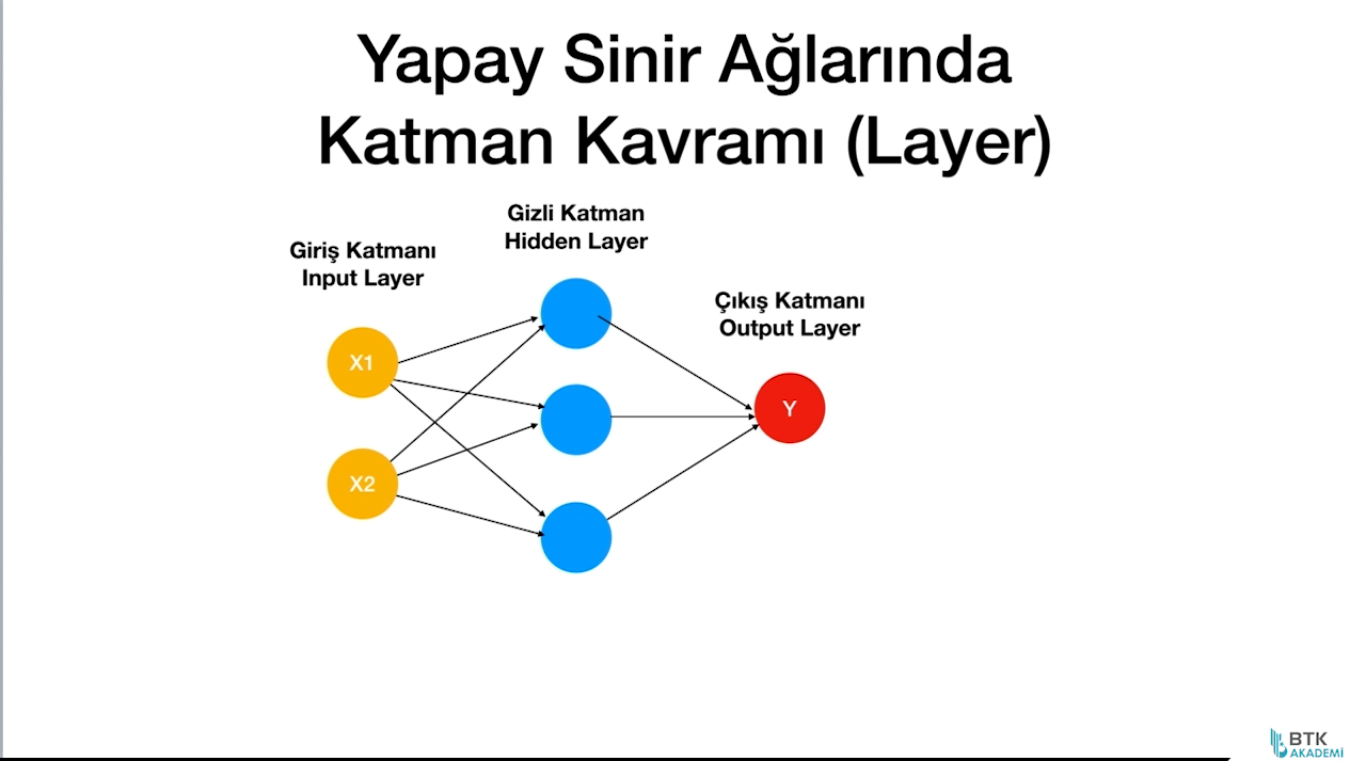 Yapay Sinir Ağlarında
Katman Kavramı (Layer)
Gizli Katman
Hidden Layer
Giriş Katmanı
Input Layer
Çıkış Katmanı
Output Layer
X1
Y
X2
BTK
AKADEMİ